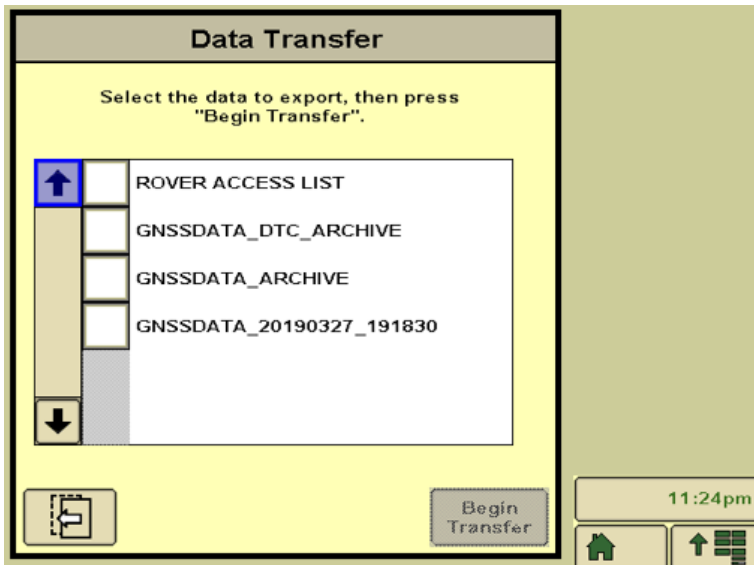 Data Transfer
Select the data to export, then press
"Begin Transfer".
ROVER ACCESS LIST
GNSSDATA_DTC_ARCHIVE
GNSSDATA_ARCHIVE
GNSSDATA_20190327_191830
Begin
Transfer
11:24pm